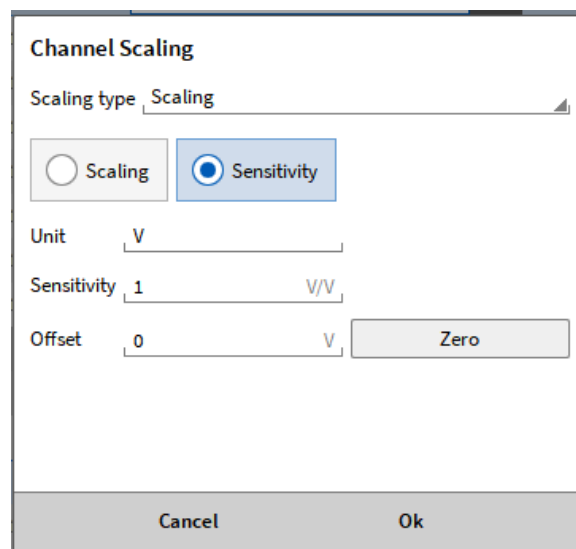 Channel Scaling
Scaling type Scaling
Scaling Sensitivity
Unit V
Sensitivity 1 V/V
Offset 0 V Zero
Cancel Ok